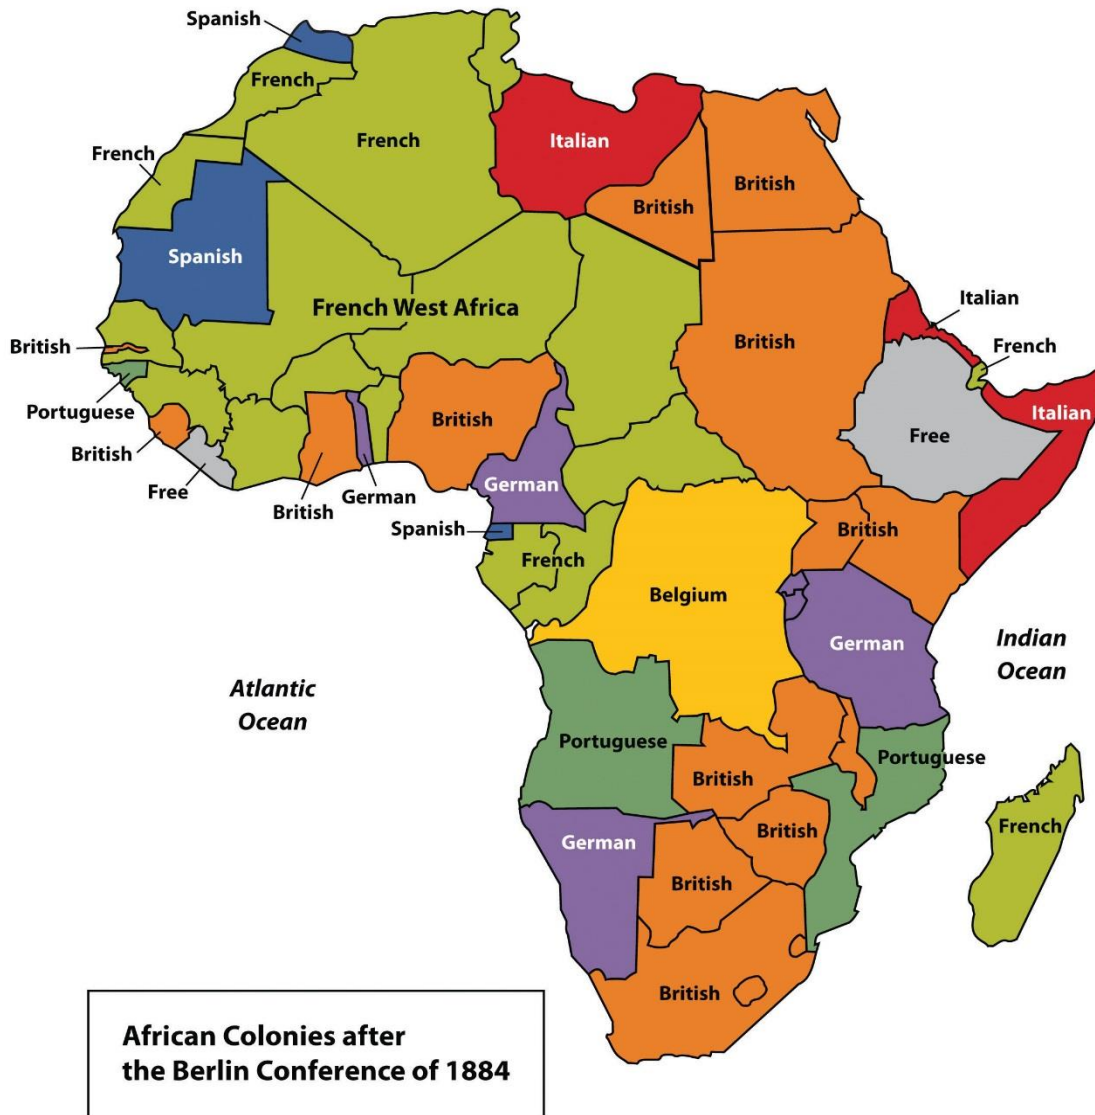 Spanish
French
French
French
Italian
British
British
Spanish
French West Africa
Italian
British
British
French
Portuguese
British
Italian
British
Free
Free
British
German
German
British
Spanish
French
British
Belgium
German
Indian
Ocean
Atlantic
Ocean
Portuguese
Portuguese
British
French
British
German
British
British
African Colonies after
the Berlin Conference of 1884